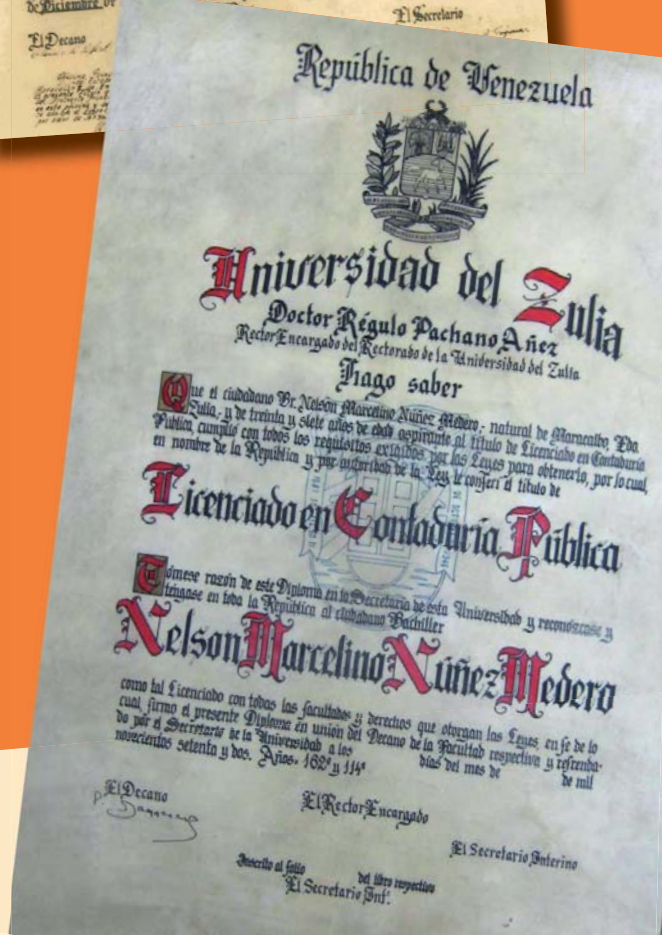 de Diciembre de
El Secretario
El Decano
República de Venezuela
Universidad del Zulia
Doctor Régulo Pachano Añez
Rector Encargado del Rectorado de la Universidad del Zulia
Hago saber
Que el ciudadano Br. Nelson Marcelino Núñez Medero, natural de Maracaibo, Edo.
Zulia, y de treinta y siete años de edad aspirante al título de Licenciado en Contaduría
Pública, cumplió con todos los requisitos exigidos por las Leyes para obtenerlo, por lo cual,
en nombre de la República y por autoridad de la Ley, le conferí el título de
Licenciado en Contaduría Pública
Tómese razón de este Diploma en la Secretaría de esta Universidad y reconózcase y
téngase en toda la República al ciudadano Bachiller
Nelson Marcelino Núñez Medero
como tal Licenciado con todas las facultades y derechos que otorgan las Leyes, en fe de lo
cual, firmo el presente Diploma en unión del Decano de la Facultad respectiva y refrenda-
do por el Secretario de la Universidad a los días del mes de de mil
novecientos setenta y dos. Años: 162º y 114º
El Decano
El Rector Encargado
El Secretario Interino
Inscrito al folio del libro respectivo
El Secretario Intº.